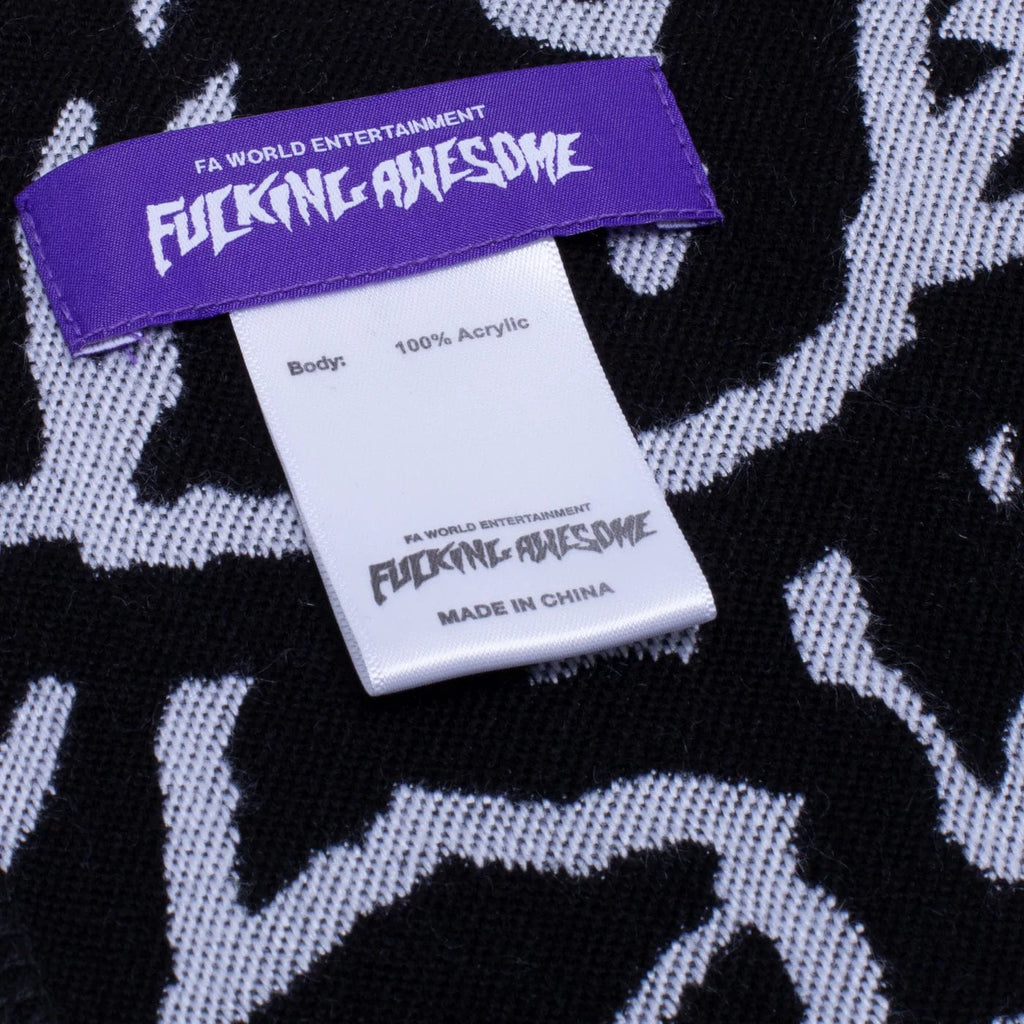 FA WORLD ENTERTAINMENT
FUCKING AWESOME
Body: 100% Acrylic
FA WORLD ENTERTAINMENT
FUCKING AWESOME
MADE IN CHINA